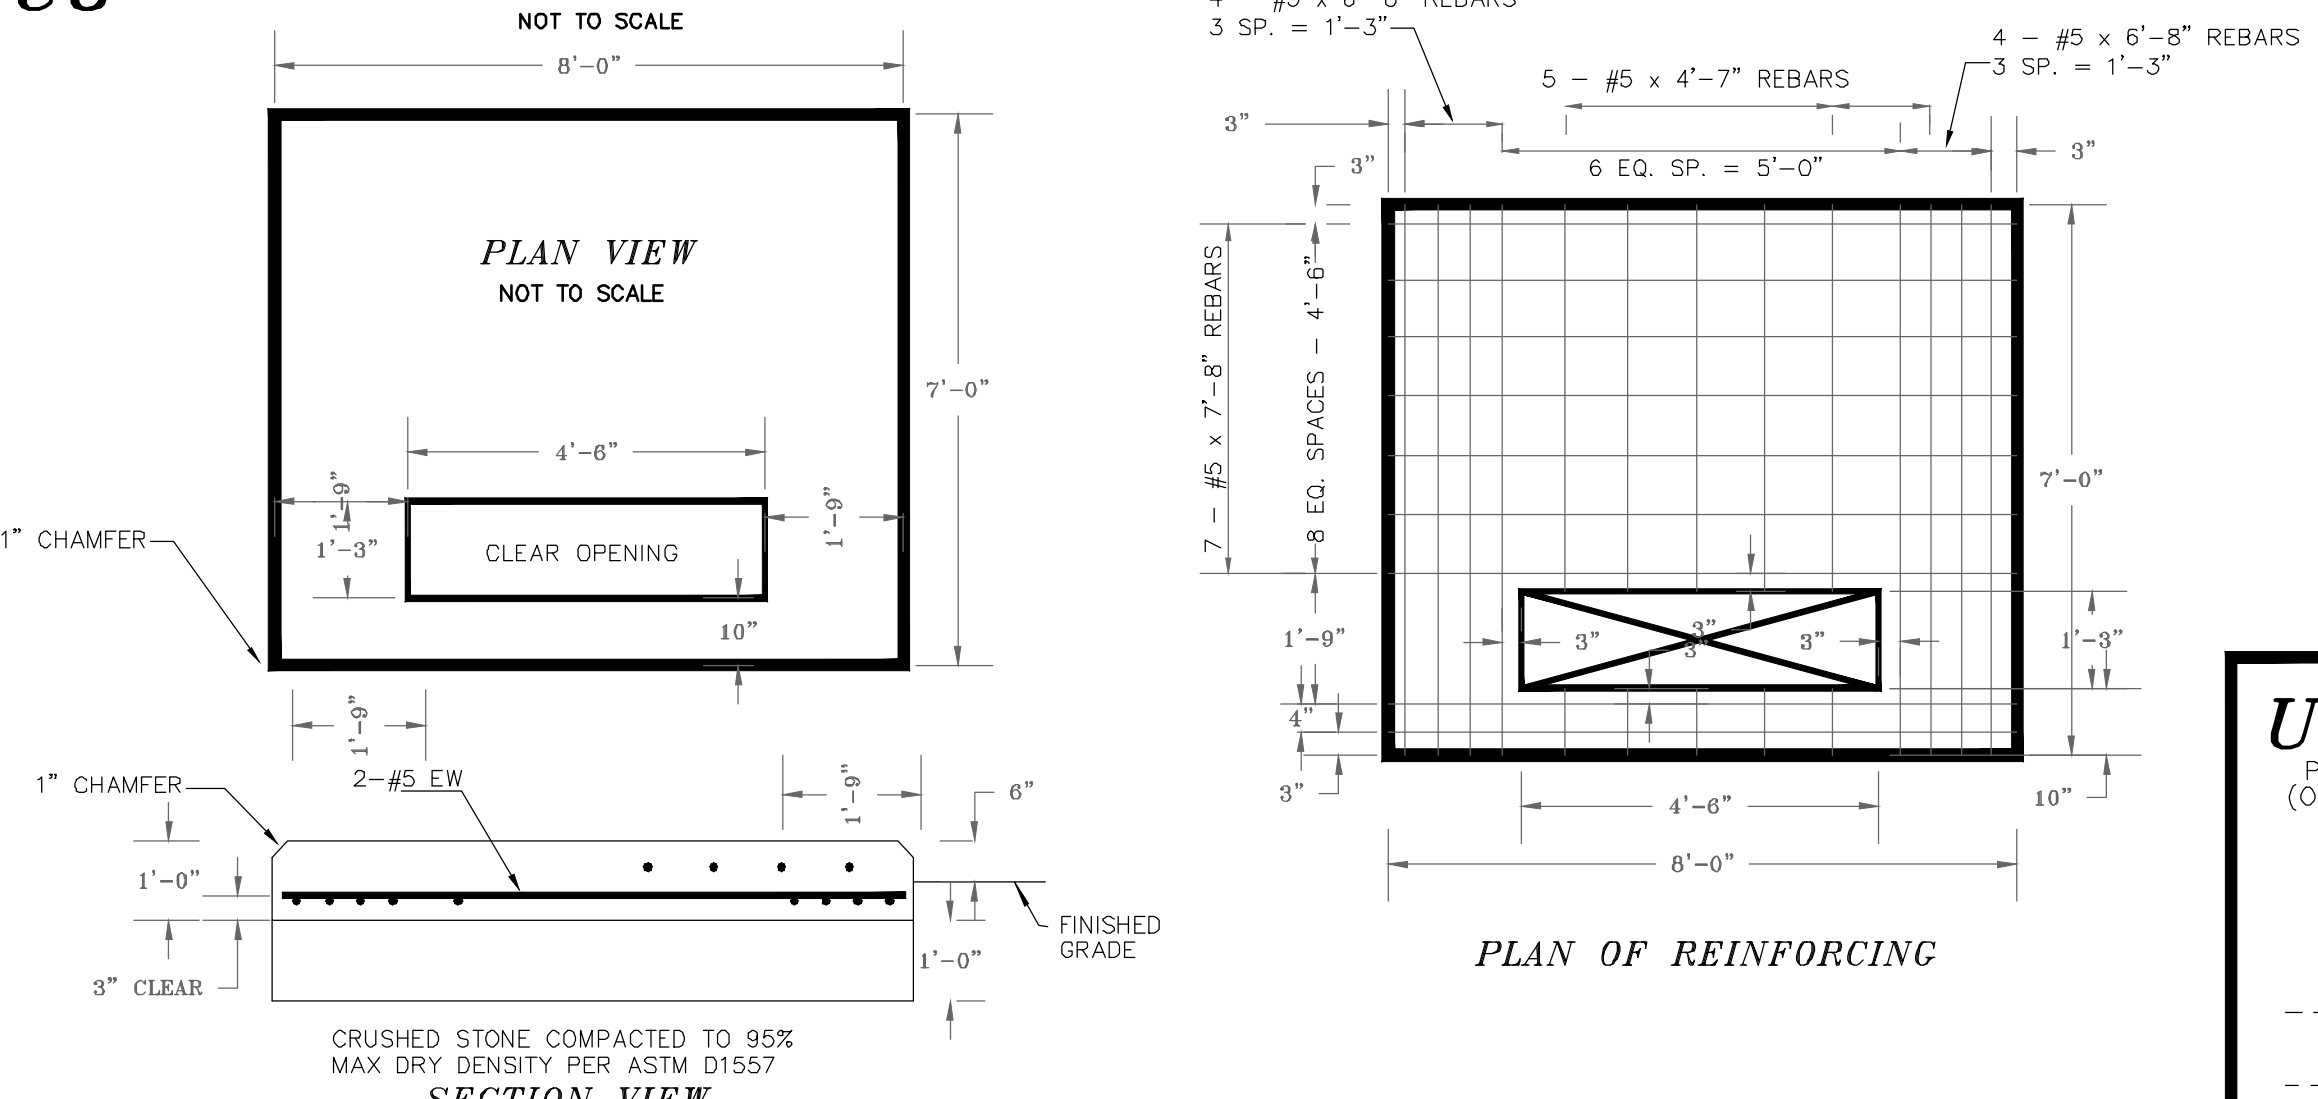 NOT TO SCALE
8'-0"
PLAN VIEW
NOT TO SCALE
7'-0"
4'-6"
1'-9"
1'-3"
CLEAR OPENING
1'-9"
1" CHAMFER
10"
1'-9"
1" CHAMFER
2-#5 EW
1'-9"
6"
1'-0"
3" CLEAR
FINISHED
GRADE
1'-0"
CRUSHED STONE COMPACTED TO 95%
MAX DRY DENSITY PER ASTM D1557
SECTION VIEW
3 SP. = 1'-3"
4 - #5 x 6'-8" REBARS
3 SP. = 1'-3"
5 - #5 x 4'-7" REBARS
3"
6 EQ. SP. = 5'-0"
3"
3"
7 - #5 x 7'-8" REBARS
8 EQ. SPACES - 4'-6"
7'-0"
1'-9"
3"
3"
3"
3"
1'-3"
4"
3"
4'-6"
10"
8'-0"
PLAN OF REINFORCING
U
P
(O